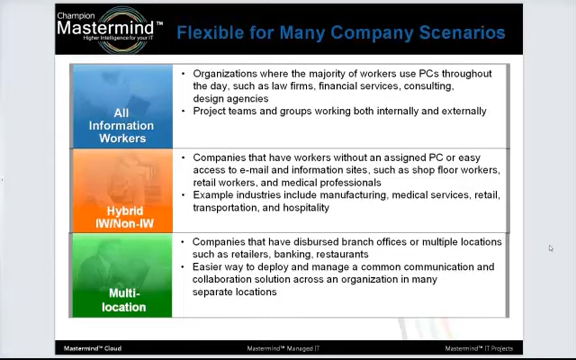 Champion
Mastermind™
Higher Intelligence for your IT
Flexible for Many Company Scenarios
All
Information
Workers
• Organizations where the majority of workers use PCs throughout
the day, such as law firms, financial services, consulting,
design agencies
• Project teams and groups working both internally and externally
Hybrid
IW/Non-IW
• Companies that have workers without an assigned PC or easy
access to e-mail and information sites, such as shop floor workers,
retail workers, and medical professionals
• Example industries include manufacturing, medical services, retail,
transportation, and hospitality
Multi-
location
• Companies that have disbursed branch offices or multiple locations
such as retailers, banking, restaurants
• Easier way to deploy and manage a common communication and
collaboration solution across an organization in many
separate locations
Mastermind™ Cloud
Mastermind™ Managed IT
Mastermind™ IT Projects